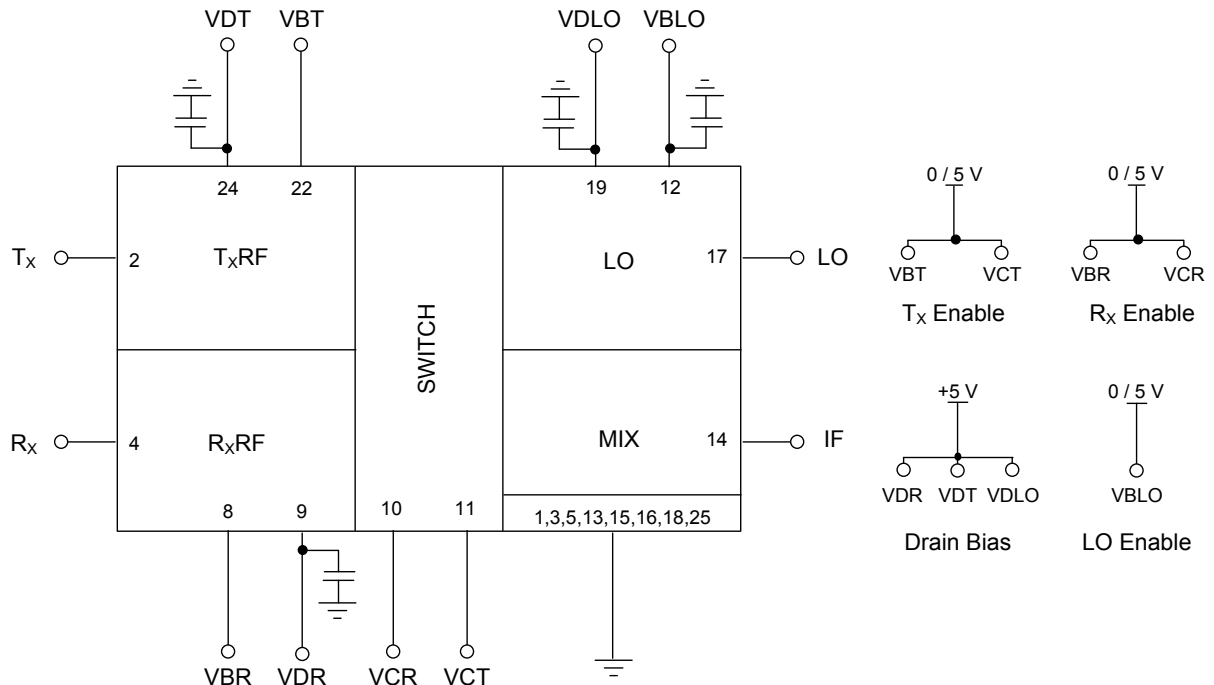 VDT VBT VDLO VBLO
24 22 19 12
0 / 5 V 0 / 5 V
TX 2 TXRF LO 17 LO
VBT VCT VBR VCR
TX Enable RX Enable
SWITCH
+5 V 0 / 5 V
RX 4 RXRF MIX 14 IF
VDR VDT VDLO VBLO
8 9 10 11 1,3,5,13,15,16,18,25
Drain Bias LO Enable
VBR VDR VCR VCT